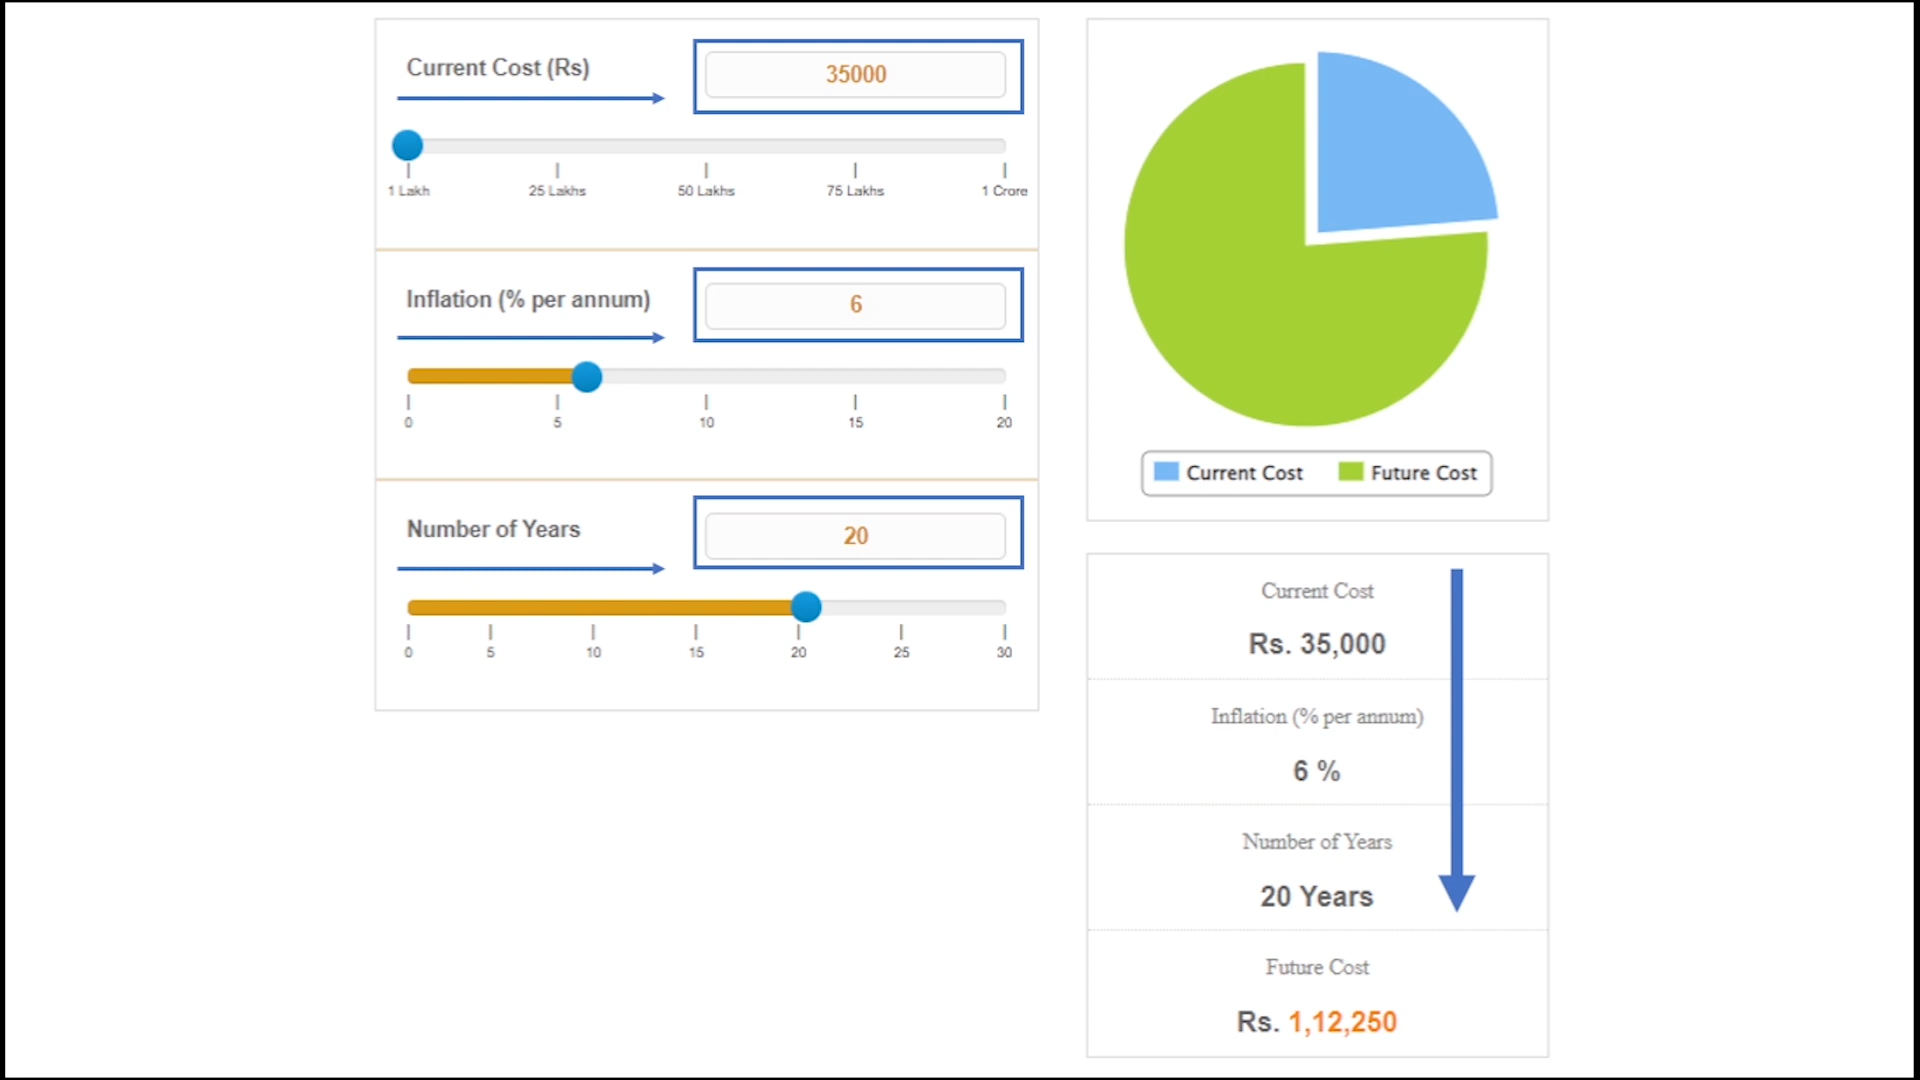 Current Cost (Rs)
35000
1 Lakh 25 Lakhs 50 Lakhs 75 Lakhs 1 Crore
Inflation (% per annum)
6
0 5 10 15 20
Number of Years
20
0 5 10 15 20 25 30
Current Cost Future Cost
Current Cost
Rs. 35,000
Inflation (% per annum)
6 %
Number of Years
20 Years
Future Cost
Rs. 1,12,250